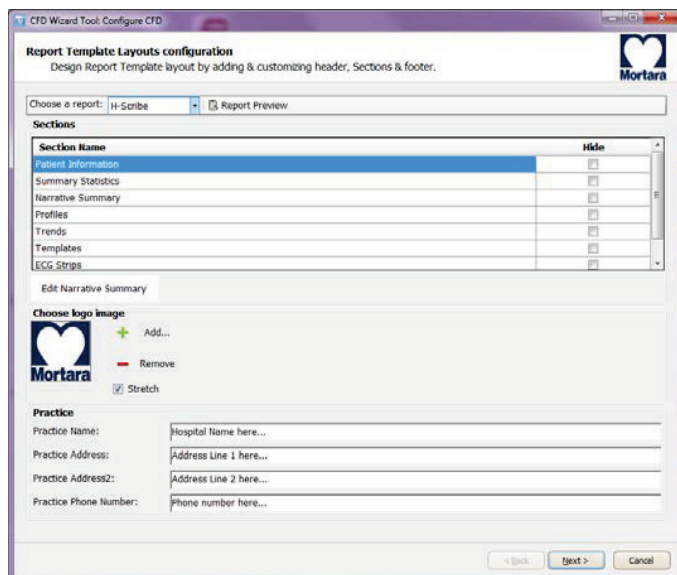 CFD Wizard Tool: Configure CFD
Report Template Layouts configuration
Design Report Template layout by adding & customizing header, Sections & footer.
Mortara
Choose a report: H-Scribe Report Preview
Sections
Section Name Hide
Patient Information
Summary Statistics
Narrative Summary
Profiles
Trends
Templates
ECG Strips
Edit Narrative Summary
Choose logo image
Add...
Remove
Mortara
Stretch
Practice
Practice Name: Hospital Name here...
Practice Address: Address Line 1 here...
Practice Address2: Address Line 2 here...
Practice Phone Number: Phone number here...
< Back Next > Cancel